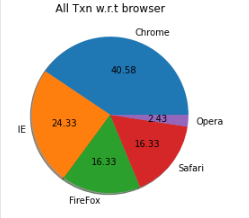 All Txn w.r.t browser
Chrome
40.58
IE
24.33
2.43
Opera
16.33
16.33
Safari
FireFox